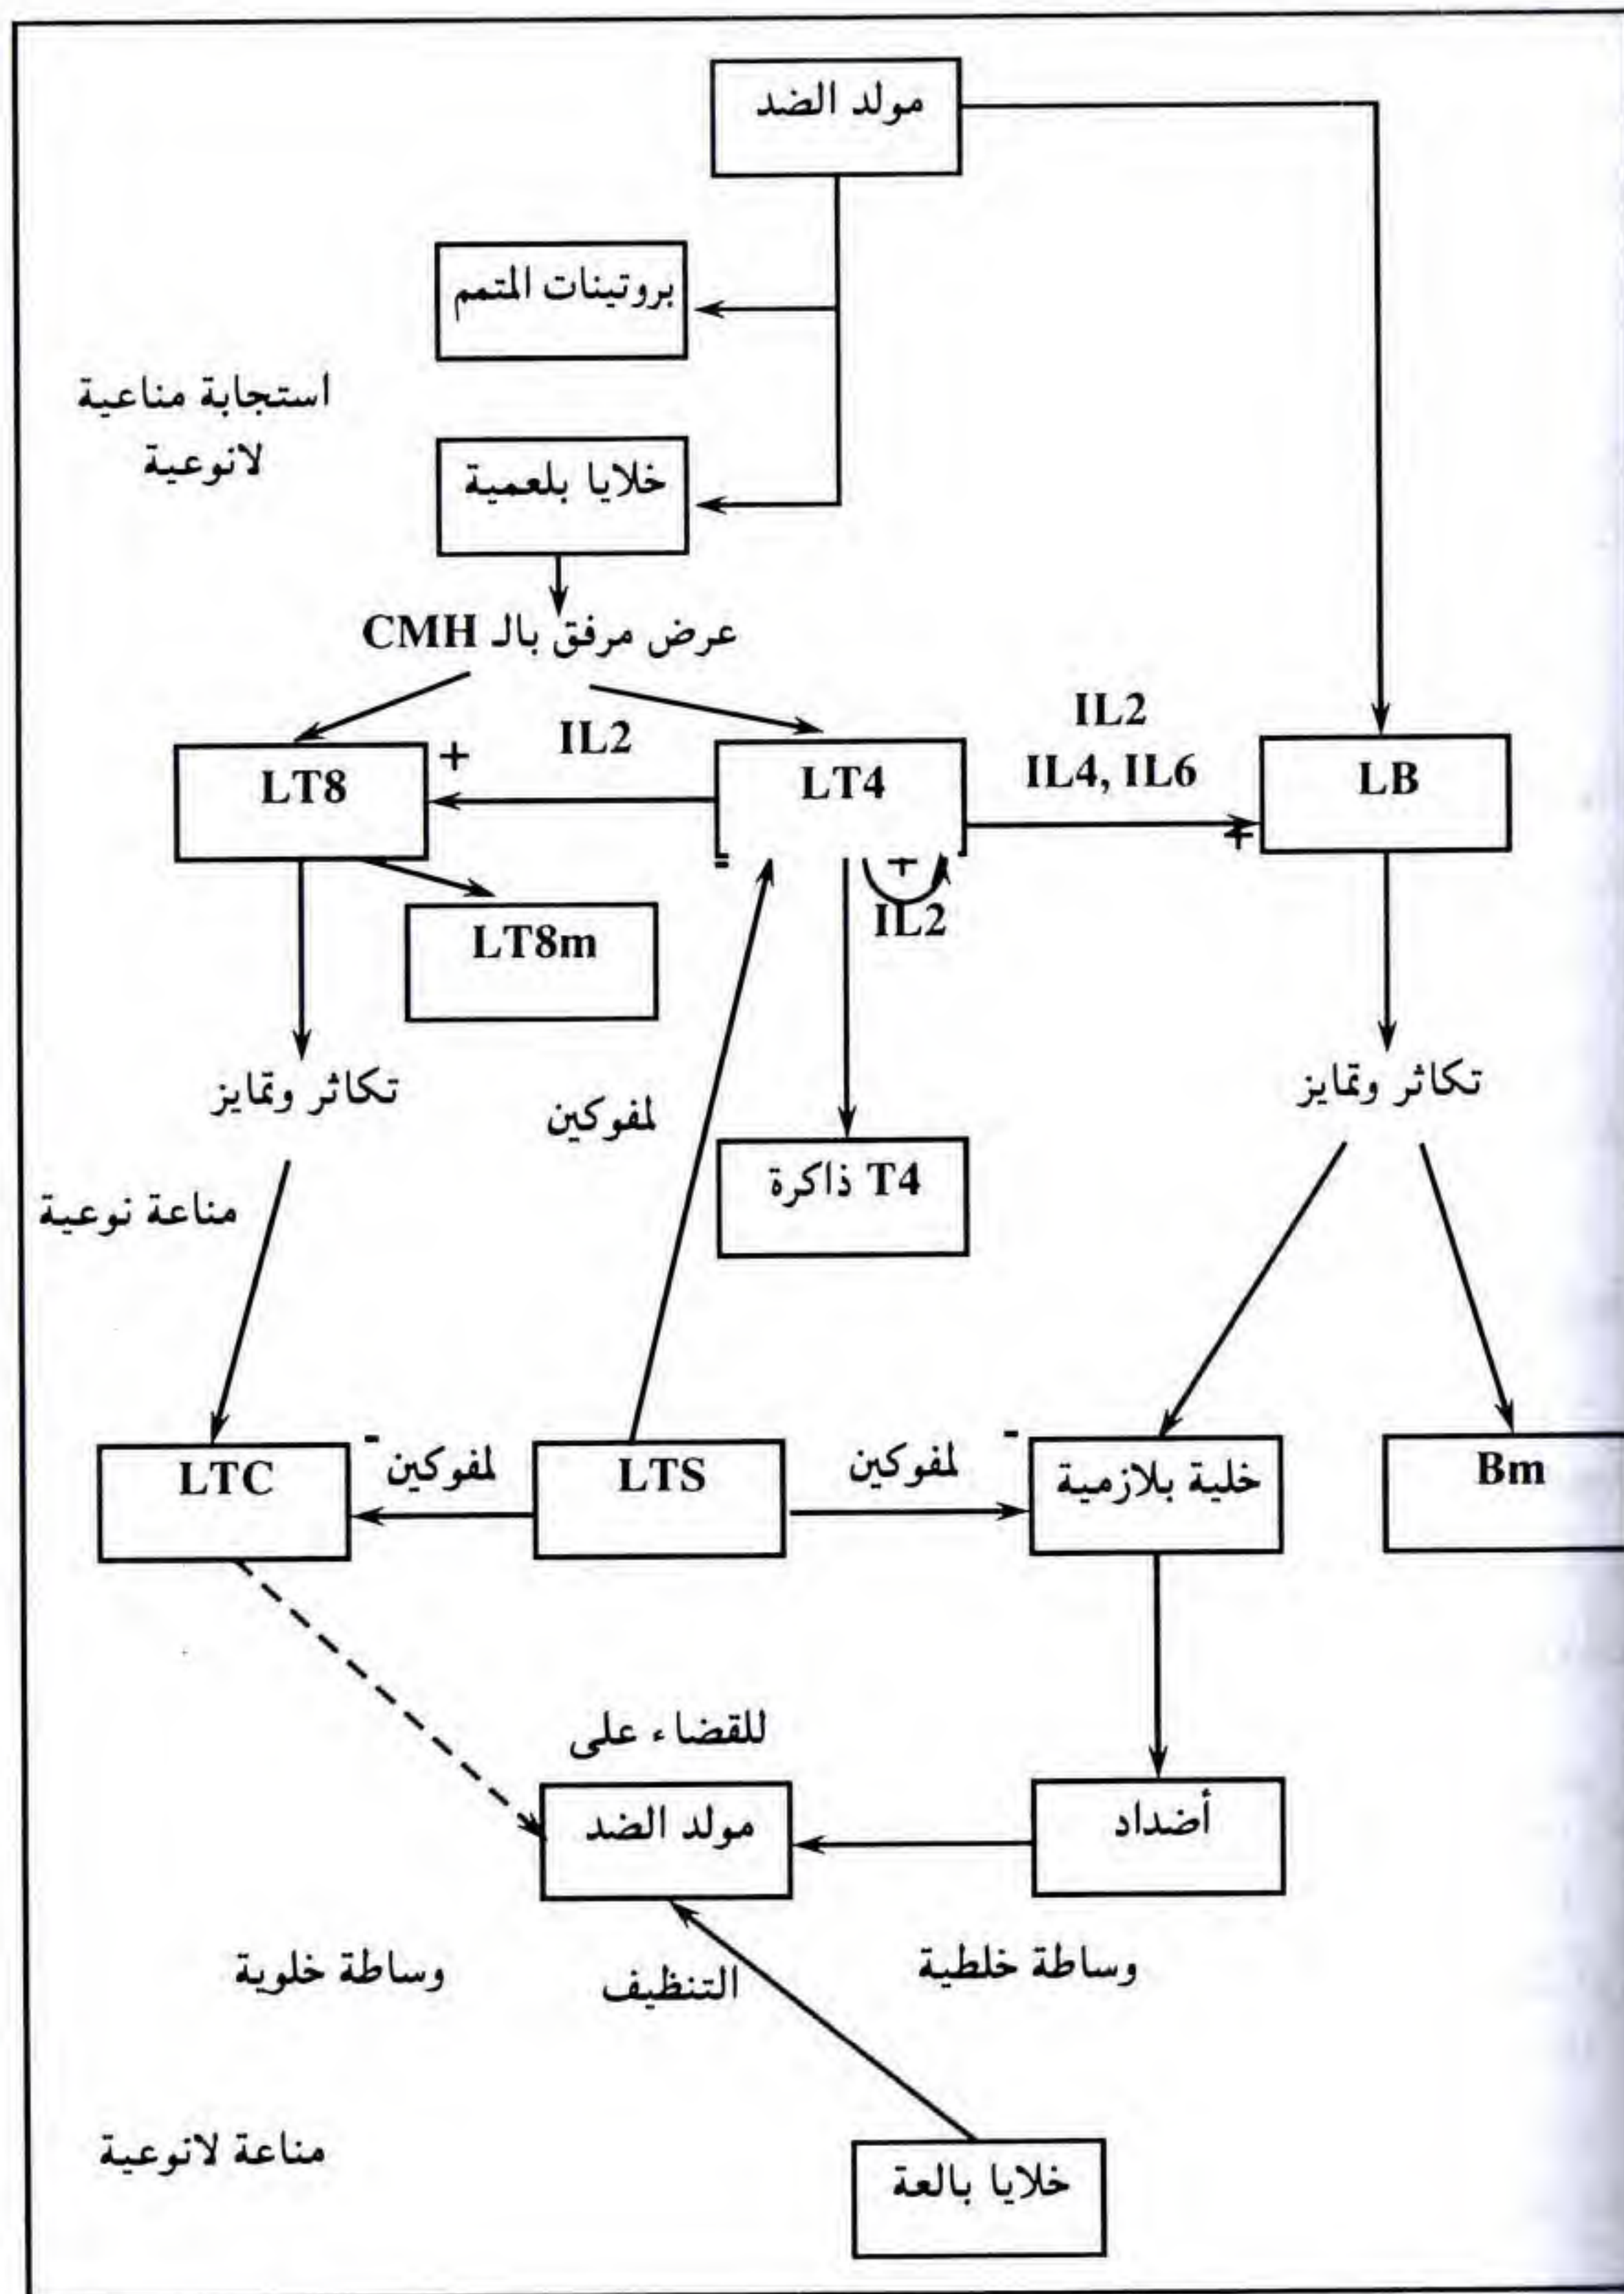 مولد الضد
بروتينات المتمم
استجابة مناعية
لانوعية
خلايا بلعمية
عرض مرفق بالـ CMH
IL2
IL4, IL6
+
IL2
LT8
LT4
LB
+
-
+
IL2
LT8m
تكاثر وتمايز
لمفوكين
تكاثر وتمايز
T4 ذاكرة
مناعة نوعية
LTC
-
لمفوكين
LTS
لمفوكين
-
خلية بلازمية
Bm
للقضاء على
مولد الضد
أضداد
وساطة خلطية
التنظيف
وساطة خلوية
مناعة لانوعية
خلايا بالعة